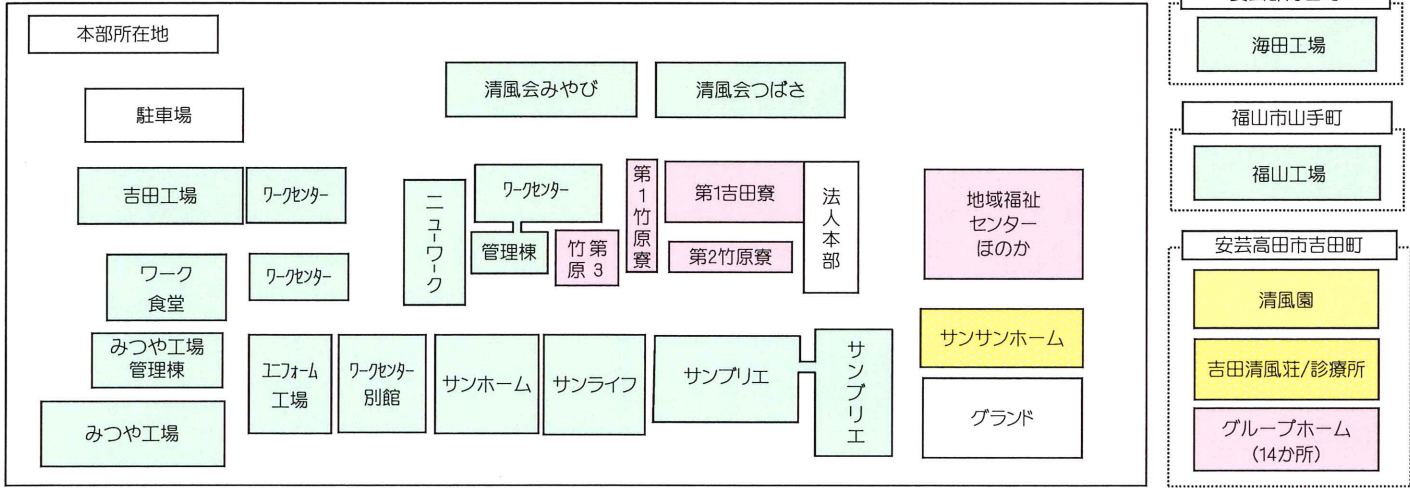 本部所在地
駐車場
清風会みやび
清風会つばさ
吉田工場
ワークセンター
ニューワーク
ワークセンター
管理棟
竹第
原3
第1竹原寮
第1吉田寮
第2竹原寮
法人本部
地域福祉
センター
ほのか
ワーク
食堂
ワークセンター
みつや工場
管理棟
みつや工場
ユニフォーム
工場
ワークセンター
別館
サンホーム
サンライフ
サンプリエ
サンプリエ
サンサンホーム
グランド
海田工場
福山市山手町
福山工場
安芸高田市吉田町
清風園
吉田清風荘/診療所
グループホーム
(14か所)